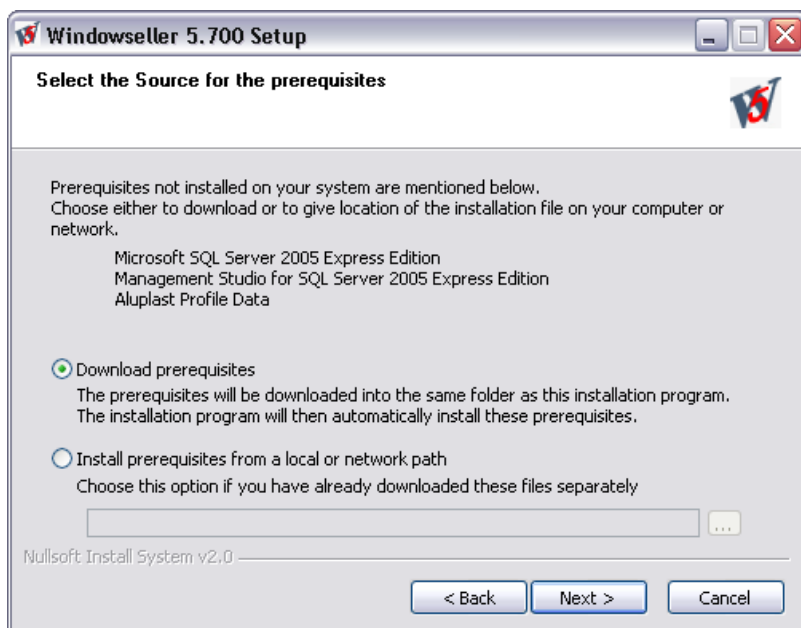 Windowseller 5.700 Setup
Select the Source for the prerequisites
Prerequisites not installed on your system are mentioned below.
Choose either to download or to give location of the installation file on your computer or
network.
Microsoft SQL Server 2005 Express Edition
Management Studio for SQL Server 2005 Express Edition
Aluplast Profile Data
Download prerequisites
The prerequisites will be downloaded into the same folder as this installation program.
The installation program will then automatically install these prerequisites.
Install prerequisites from a local or network path
Choose this option if you have already downloaded these files separately
...
Nullsoft Install System v2.0
< Back Next > Cancel